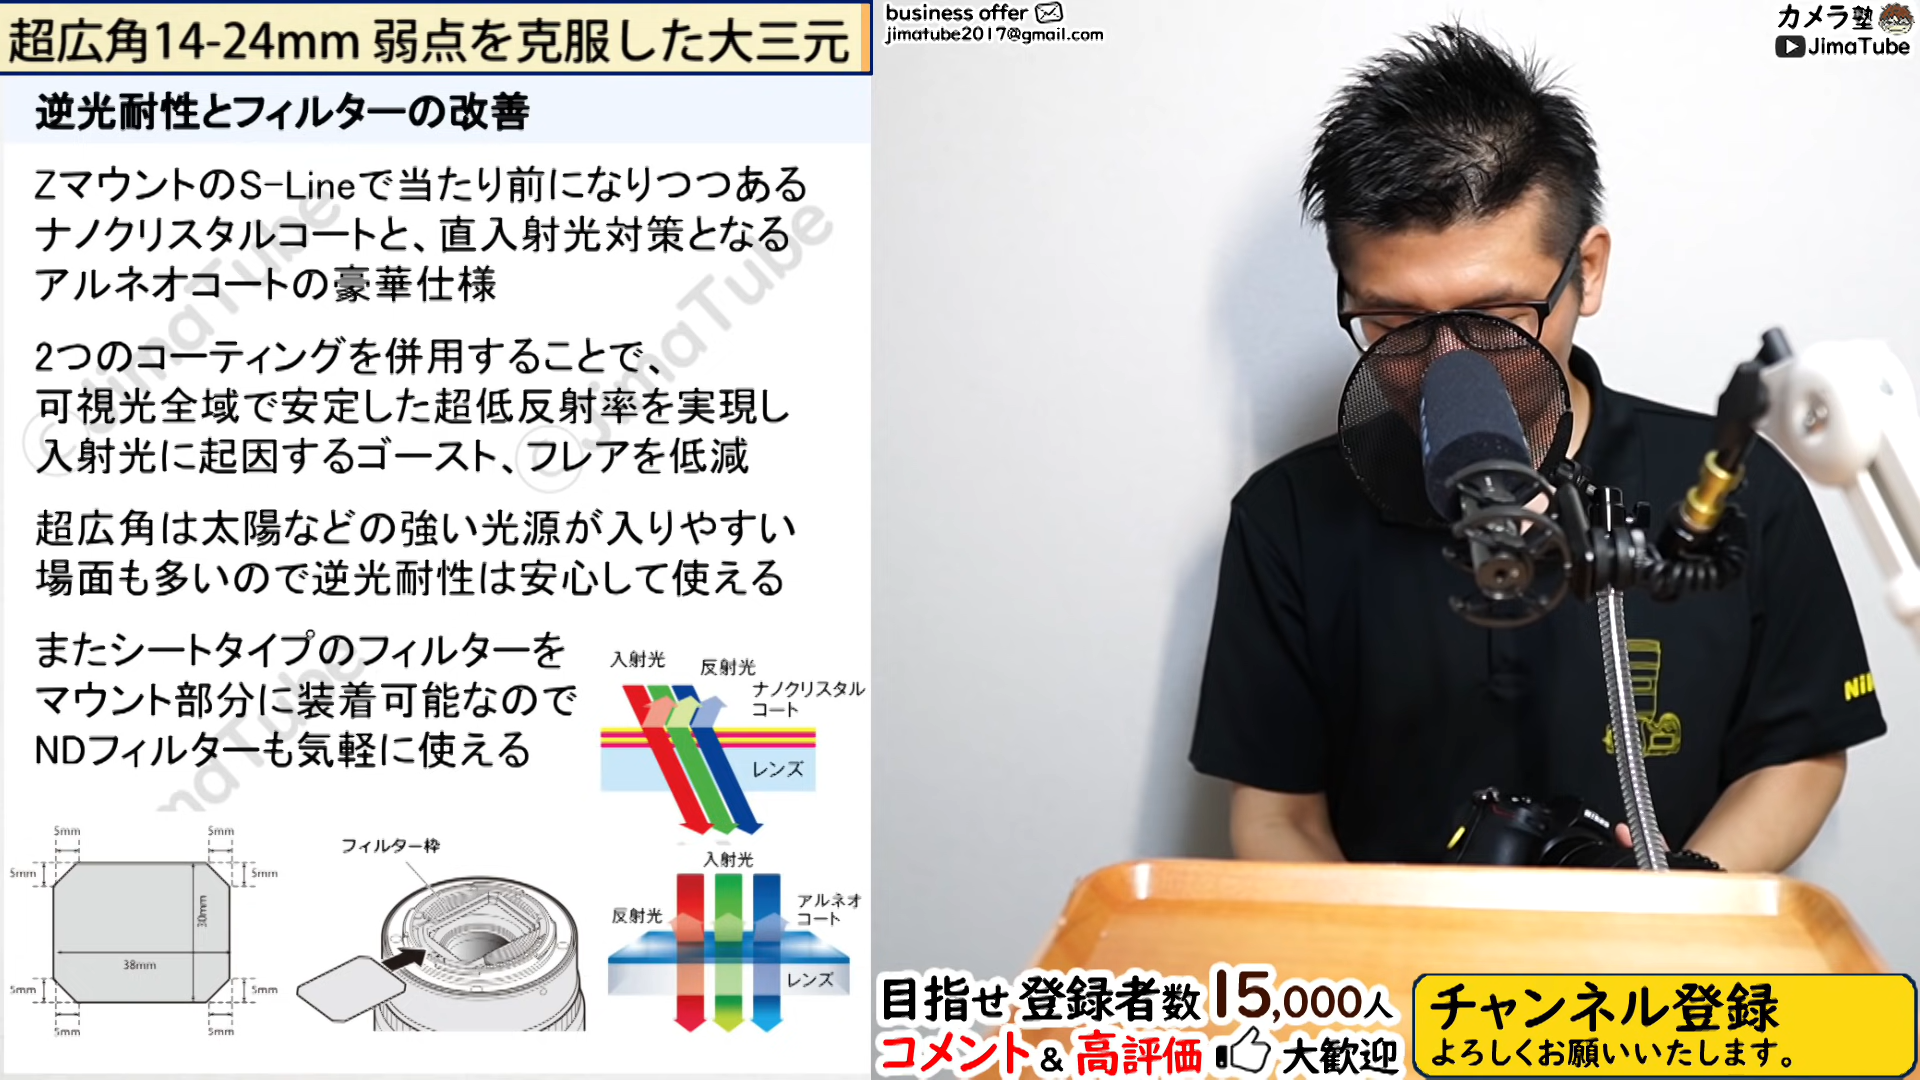 超広角14-24mm 弱点を克服した大三元
逆光耐性とフィルターの改善
ZマウントのS-Lineで当たり前になりつつある
ナノクリスタルコートと、直入射光対策となる
アルネオコートの豪華仕様
2つのコーティングを併用することで、
可視光全域で安定した超低反射率を実現し
入射光に起因するゴースト、フレアを低減
超広角は太陽などの強い光源が入りやすい
場面も多いので逆光耐性は安心して使える
またシートタイプのフィルターを
マウント部分に装着可能なので
NDフィルターも気軽に使える
入射光
反射光
ナノクリスタル
コート
レンズ
入射光
反射光
アルネオ
コート
レンズ
5mm
5mm
5mm
5mm
30mm
38mm
5mm
5mm
5mm
5mm
フィルター枠
©JimaTube
©JimaTube
business offer
jimatube2017@gmail.com
カメラ塾
JimaTube
Nikon
目指せ 登録者数 15,000人
コメント & 高評価 大歓迎
チャンネル登録
よろしくお願いいたします。